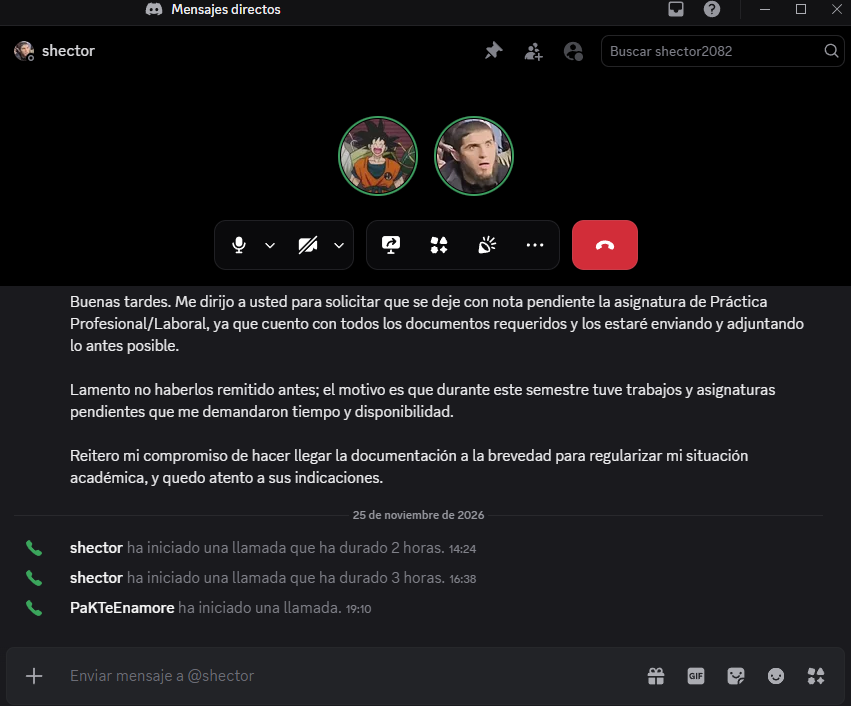 Mensajes directos
shector
Buscar shector2082
Buenas tardes. Me dirijo a usted para solicitar que se deje con nota pendiente la asignatura de Práctica
Profesional/Laboral, ya que cuento con todos los documentos requeridos y los estaré enviando y adjuntando
lo antes posible.
Lamento no haberlos remitido antes; el motivo es que durante este semestre tuve trabajos y asignaturas
pendientes que me demandaron tiempo y disponibilidad.
Reitero mi compromiso de hacer llegar la documentación a la brevedad para regularizar mi situación
académica, y quedo atento a sus indicaciones.
25 de noviembre de 2026
shector ha iniciado una llamada que ha durado 2 horas. 14:24
shector ha iniciado una llamada que ha durado 3 horas. 16:38
PaKTeEnamore ha iniciado una llamada. 19:10
Enviar mensaje a @shector
GIF